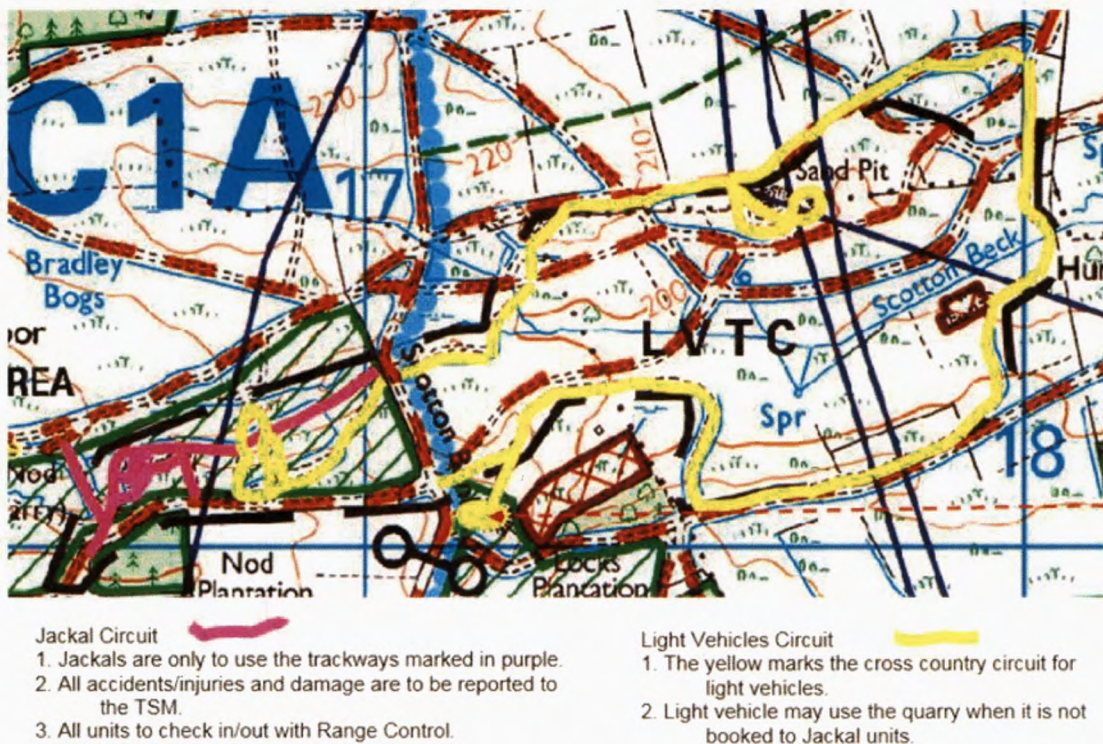 C1A
17
220
220
210
Sand Pit
Bradley
Bogs
200
Scotton Beck
oor
REA
LVTC
Spr
18
Nod
Nod
Plantation
Locks
Plantation
Jackal Circuit
1. Jackals are only to use the trackways marked in purple.
2. All accidents/injuries and damage are to be reported to
the TSM.
3. All units to check in/out with Range Control.
Light Vehicles Circuit
1. The yellow marks the cross country circuit for
light vehicles.
2. Light vehicle may use the quarry when it is not
booked to Jackal units.